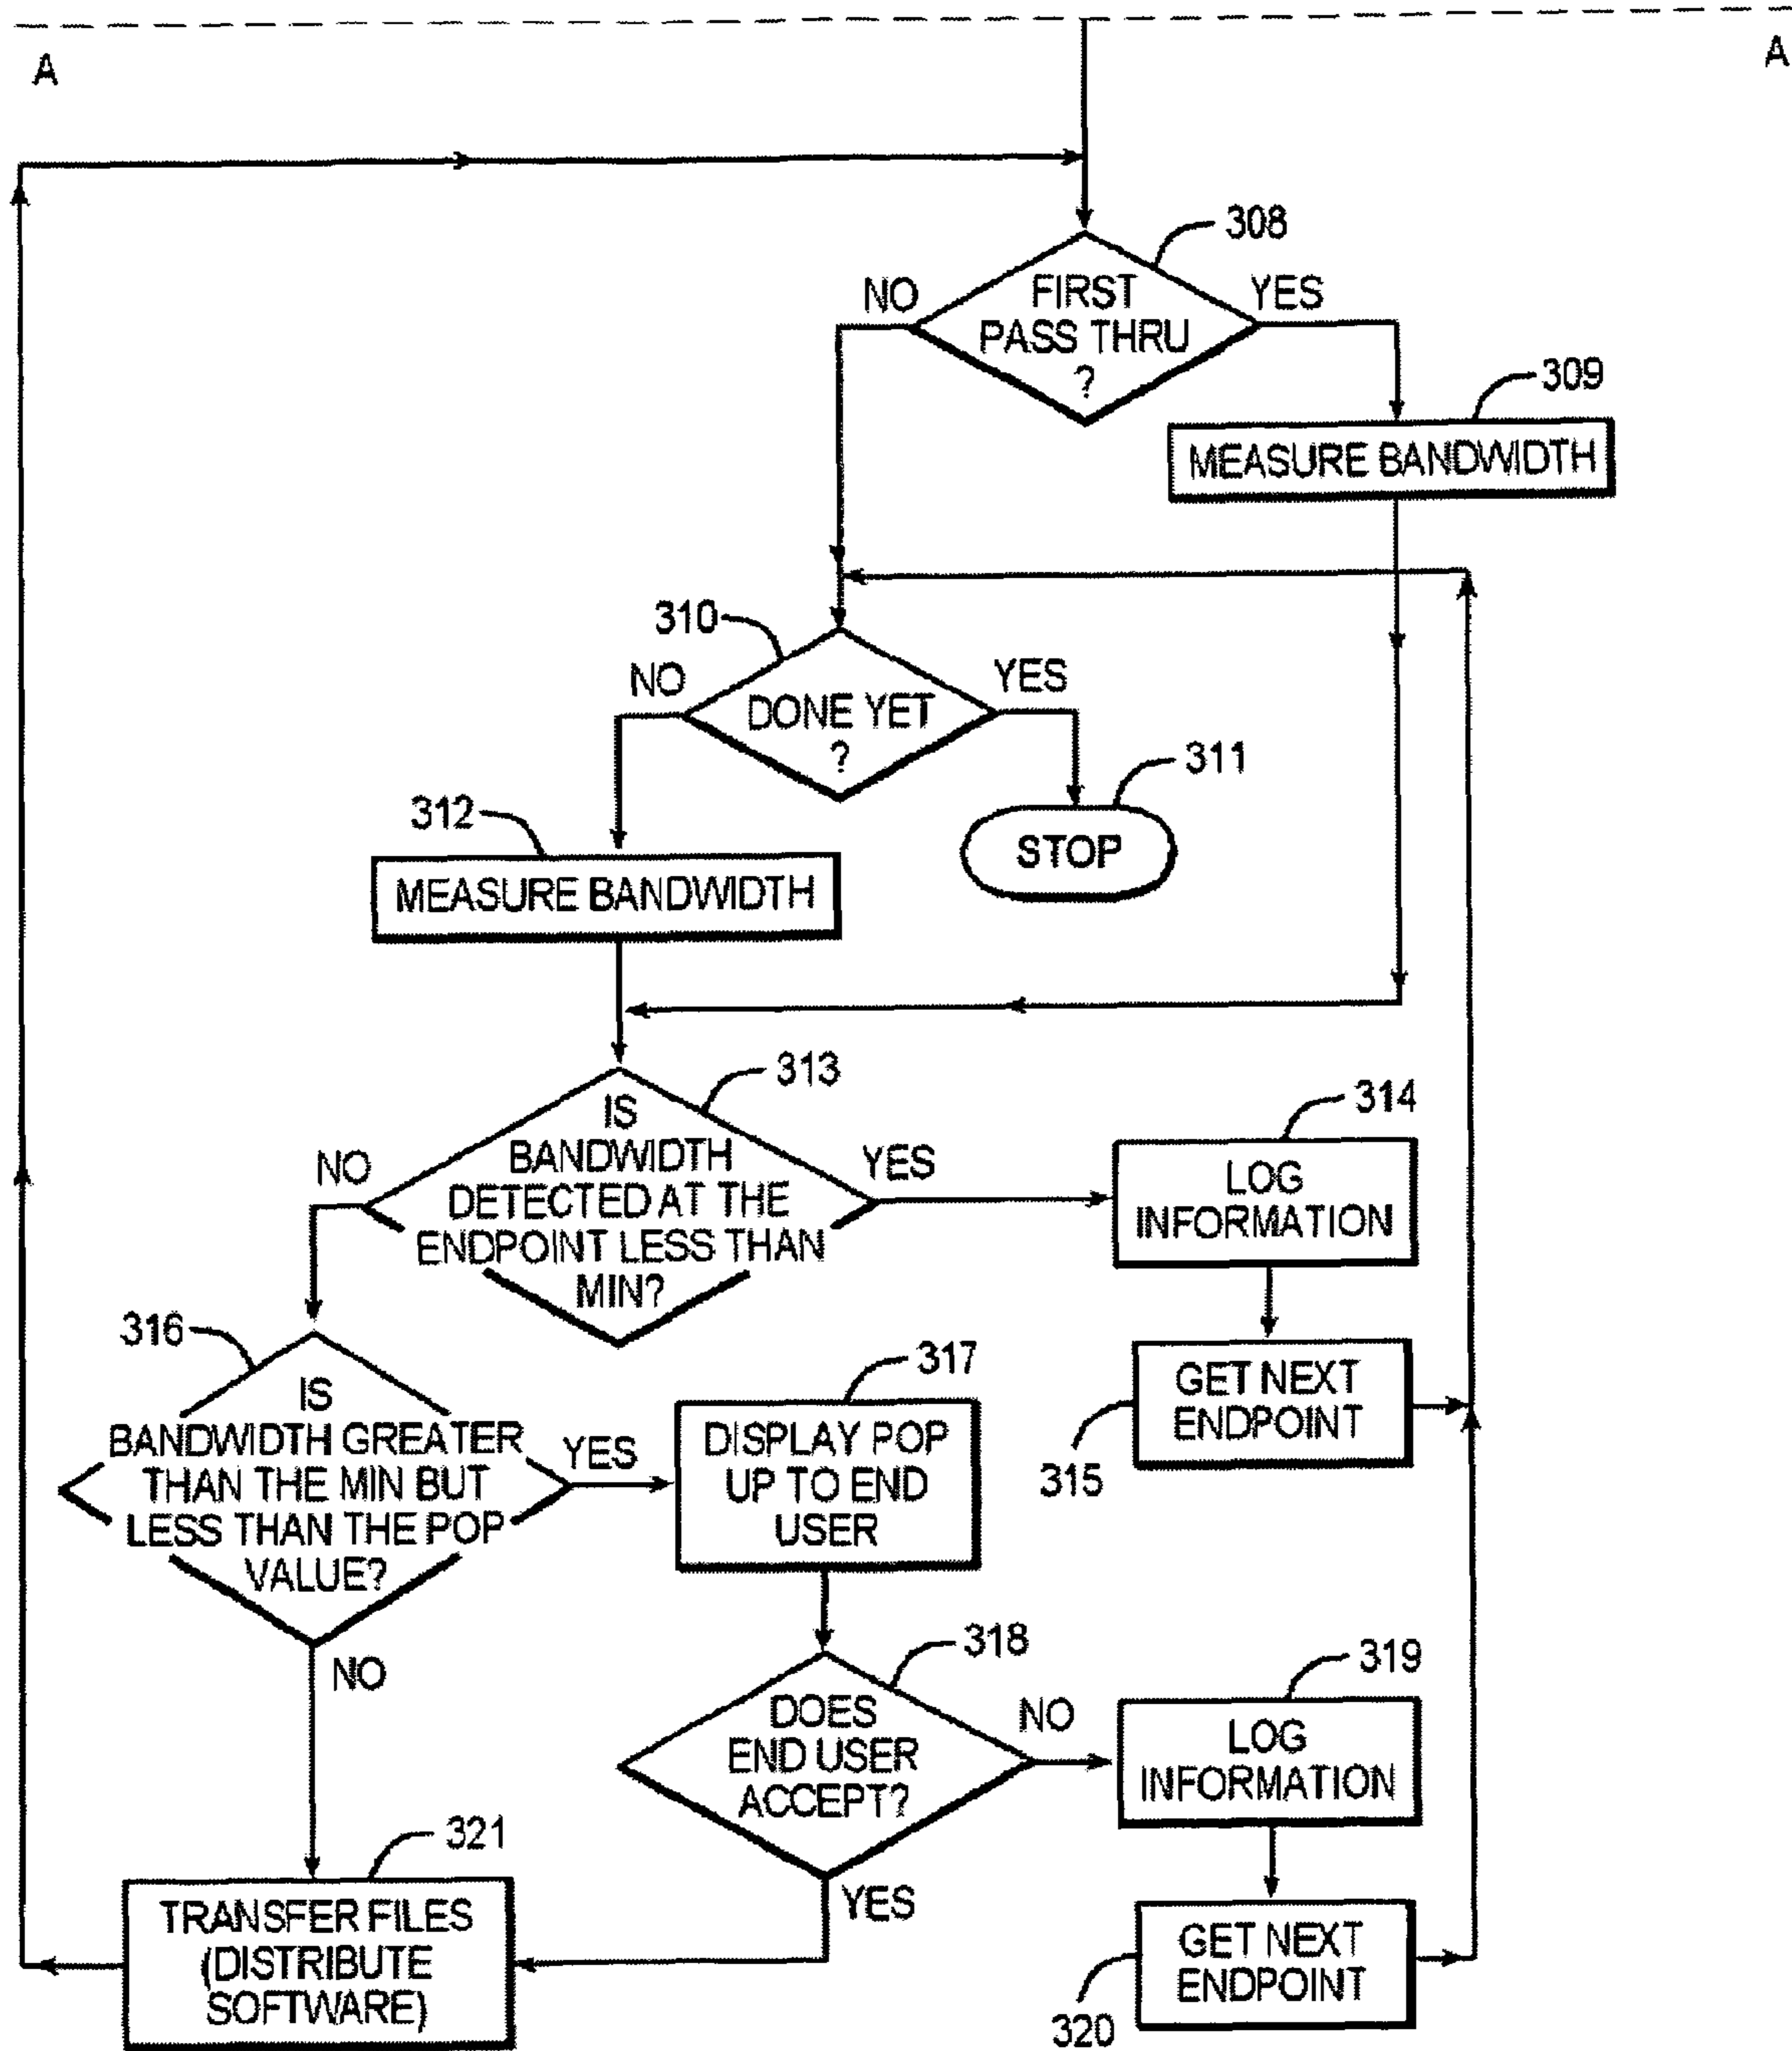 A
A
308
NO
FIRST
PASS THRU
?
YES
309
MEASURE BANDWIDTH
310
NO
DONE YET
?
YES
311
STOP
312
MEASURE BANDWIDTH
313
NO
IS
BANDWIDTH
DETECTED AT THE
ENDPOINT LESS THAN
MIN?
YES
314
LOG
INFORMATION
GET NEXT
ENDPOINT
315
316
IS
BANDWIDTH GREATER
THAN THE MIN BUT
LESS THAN THE POP
VALUE?
YES
NO
317
DISPLAY POP
UP TO END
USER
318
DOES
END USER
ACCEPT?
NO
YES
319
LOG
INFORMATION
GET NEXT
ENDPOINT
320
321
TRANSFER FILES
(DISTRIBUTE
SOFTWARE)